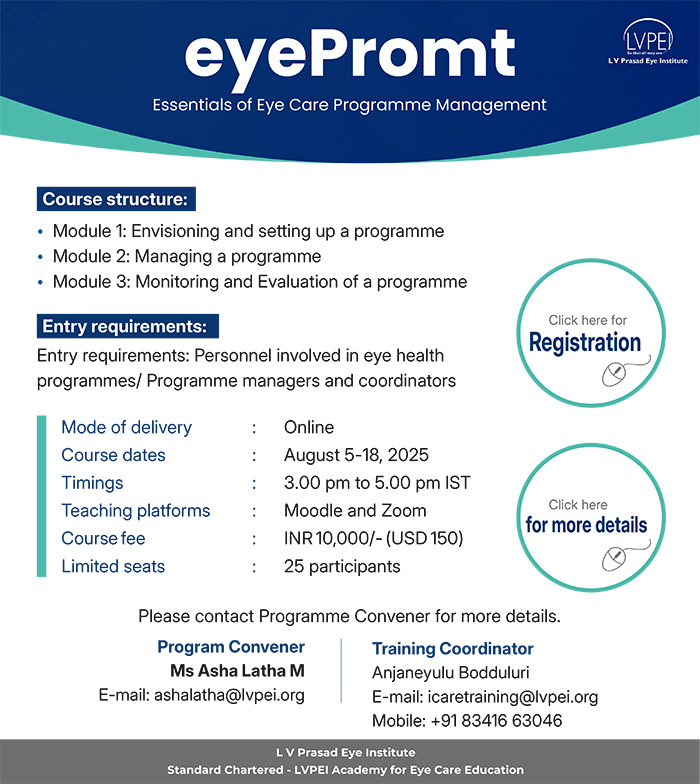 eyePromt
Essentials of Eye Care Programme Management
LVPEI
So that all may see
L V Prasad Eye Institute
Course structure:
• Module 1: Envisioning and setting up a programme
• Module 2: Managing a programme
• Module 3: Monitoring and Evaluation of a programme
Entry requirements:
Entry requirements: Personnel involved in eye health
programmes/ Programme managers and coordinators
Click here for
Registration
Mode of delivery : Online
Course dates : August 5-18, 2025
Timings : 3.00 pm to 5.00 pm IST
Teaching platforms : Moodle and Zoom
Course fee : INR 10,000/- (USD 150)
Limited seats : 25 participants
Click here
for more details
Please contact Programme Convener for more details.
Program Convener
Ms Asha Latha M
E-mail: ashalatha@lvpei.org
Training Coordinator
Anjaneyulu Bodduluri
E-mail: icaretraining@lvpei.org
Mobile: +91 83416 63046
L V Prasad Eye Institute
Standard Chartered - LVPEI Academy for Eye Care Education